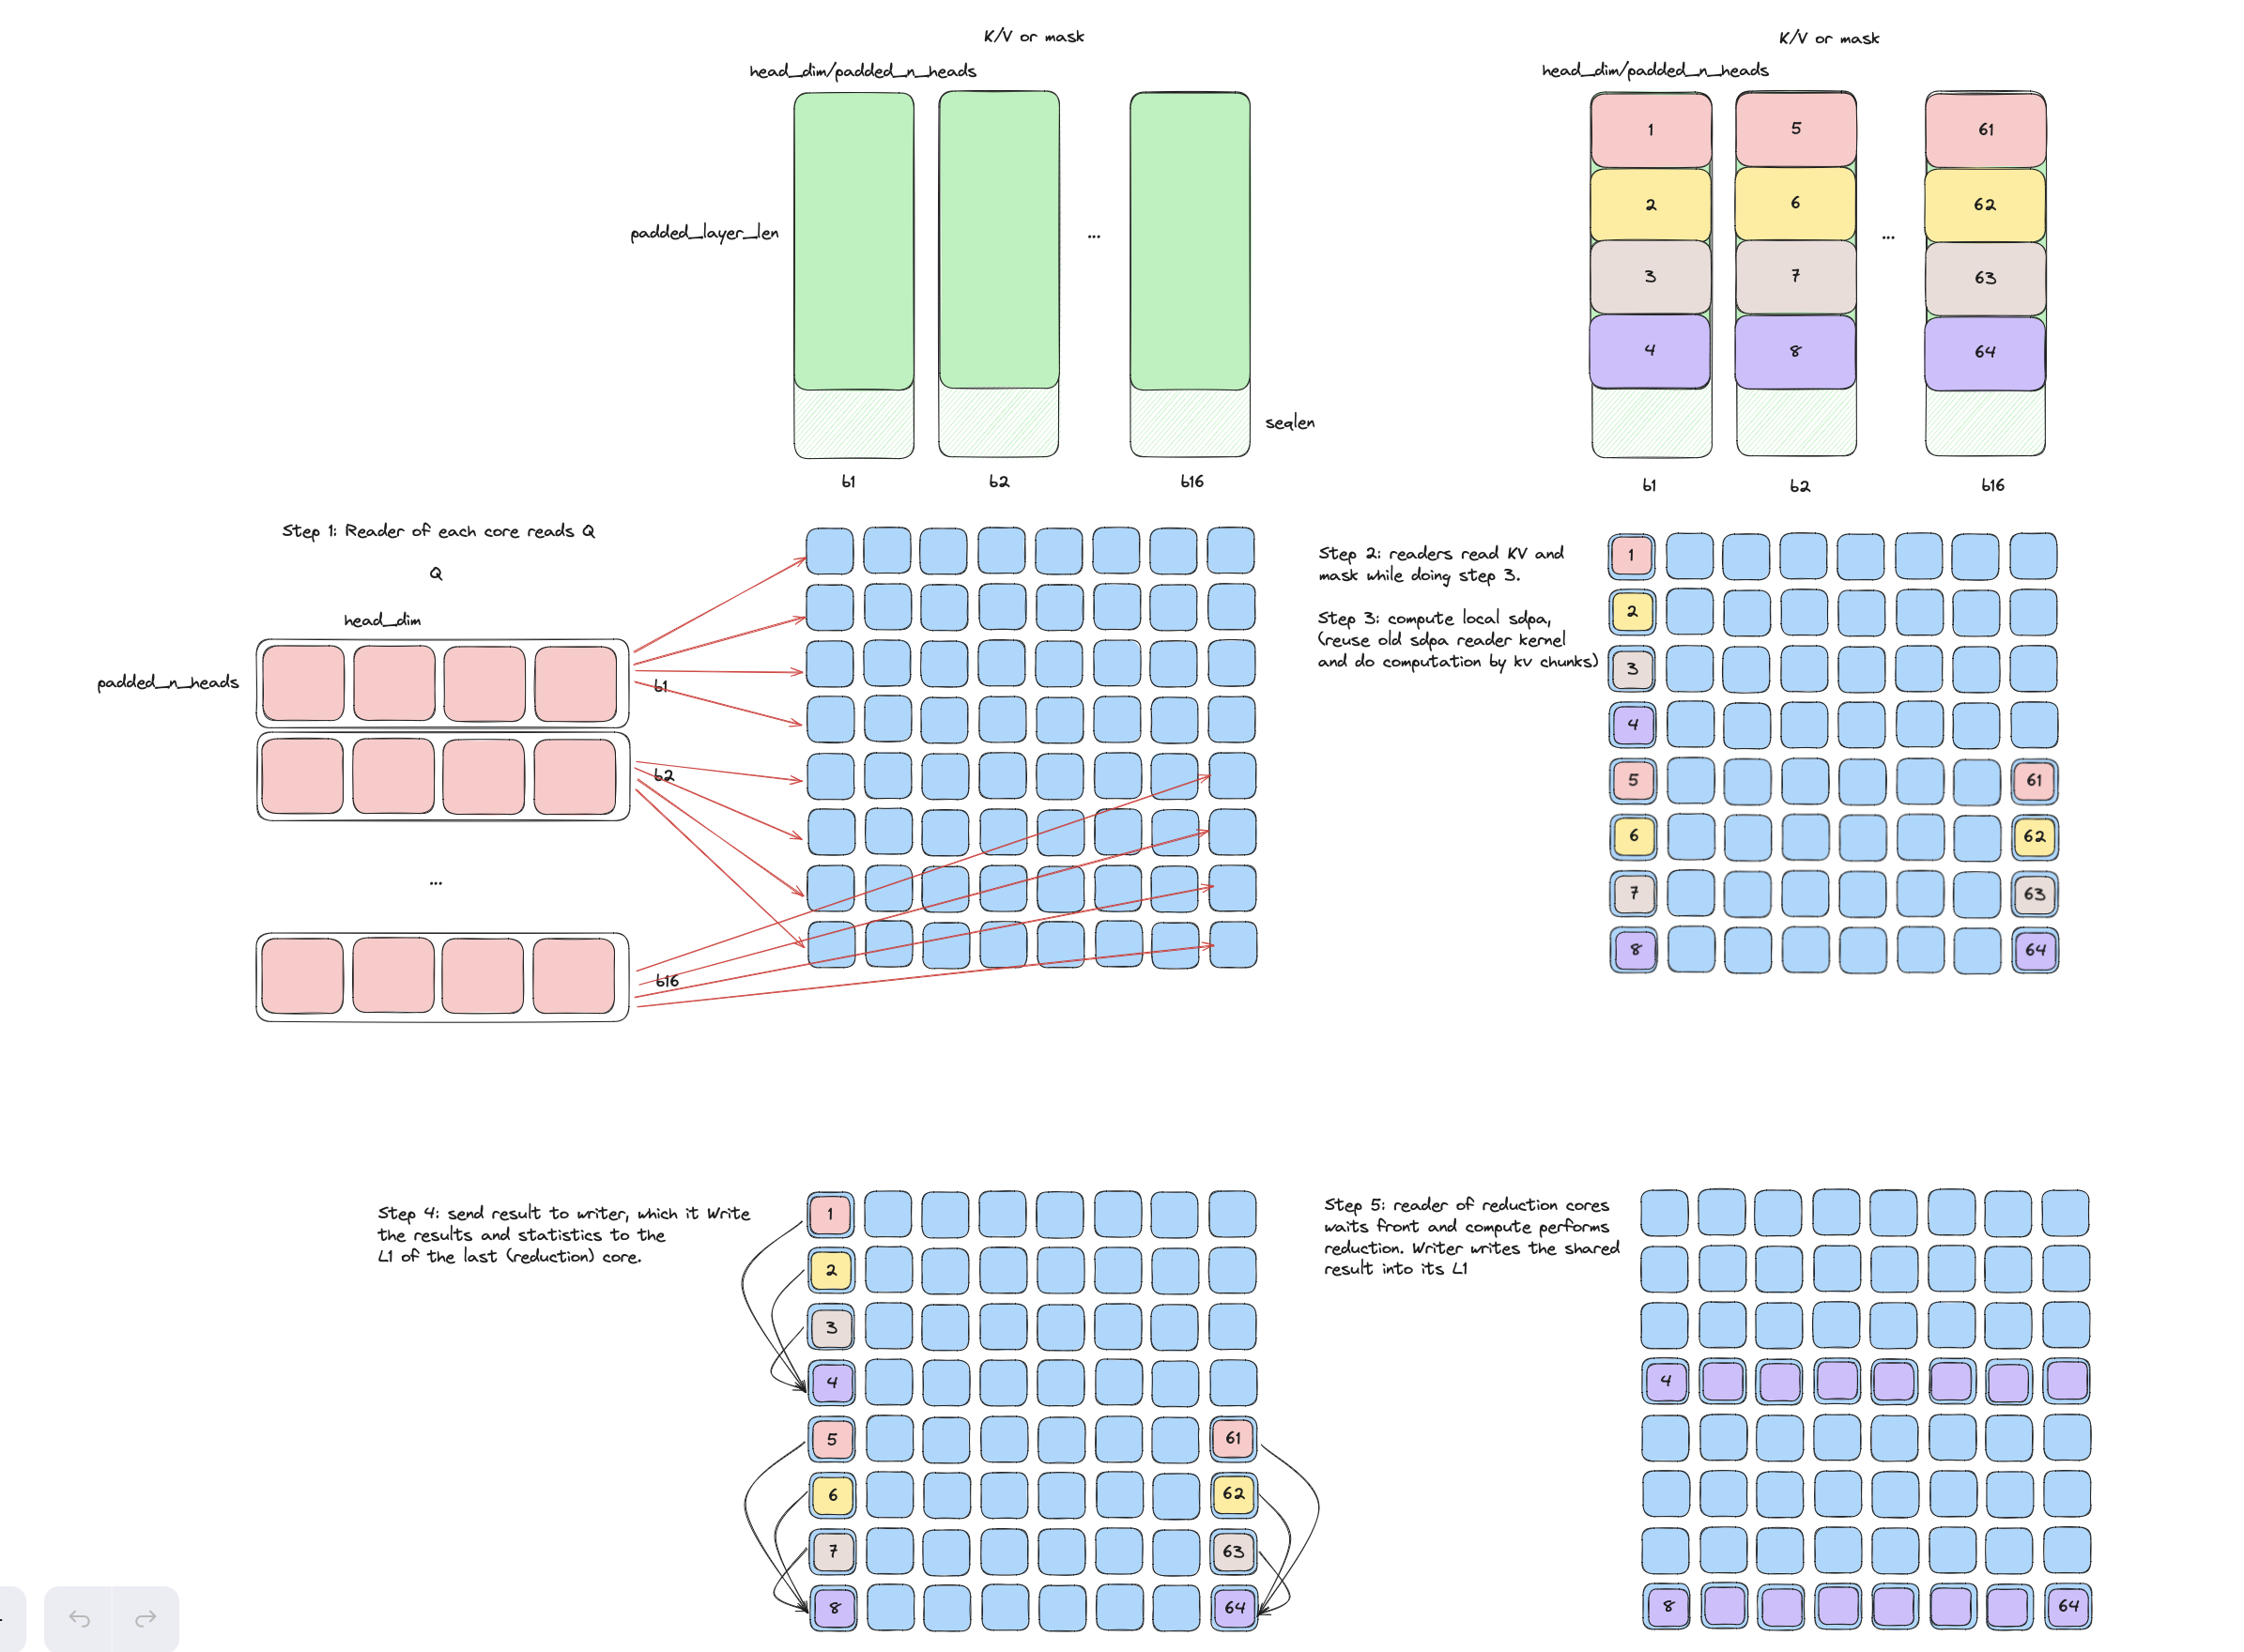 K/V or mask
head_dim/padded_n_heads
padded_layer_len
...
seqlen
b1
b2
b16
K/V or mask
head_dim/padded_n_heads
1
5
61
2
6
62
...
3
7
63
4
8
64
b1
b2
b16
Step 1: Reader of each core reads Q
Q
head_dim
padded_n_heads
b1
b2
...
b16
Step 2: readers read KV and
mask while doing step 3.
Step 3: compute local sdpa,
(reuse old sdpa reader kernel
and do computation by kv chunks)
1
2
3
4
5
61
6
62
7
63
8
64
Step 4: send result to writer, which it Write
the results and statistics to the
L1 of the last (reduction) core.
1
2
3
4
5
61
6
62
7
63
8
64
Step 5: reader of reduction cores
waits front and compute performs
reduction. Writer writes the shared
result into its L1
4
8
64